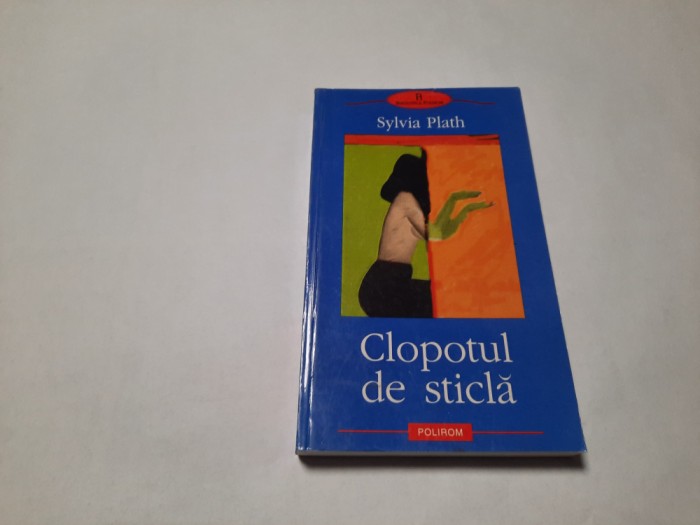 Sylvia Plath
Clopotul
de sticlă
POLIROM